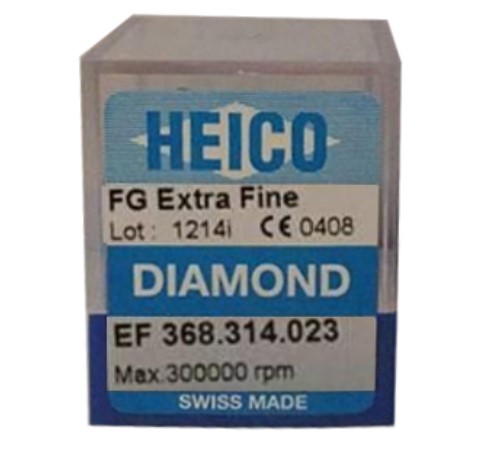 HEICO
FG Extra Fine
Lot : 1214i CE 0408
DIAMOND
EF 368.314.023
Max.300000 rpm
SWISS MADE